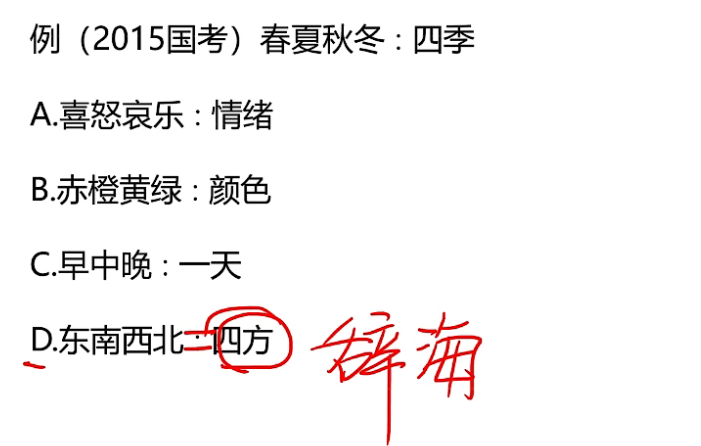 例（2015国考）春夏秋冬：四季
A.喜怒哀乐：情绪
B.赤橙黄绿：颜色
C.早中晚：一天
D.东南西北：四方 辞海